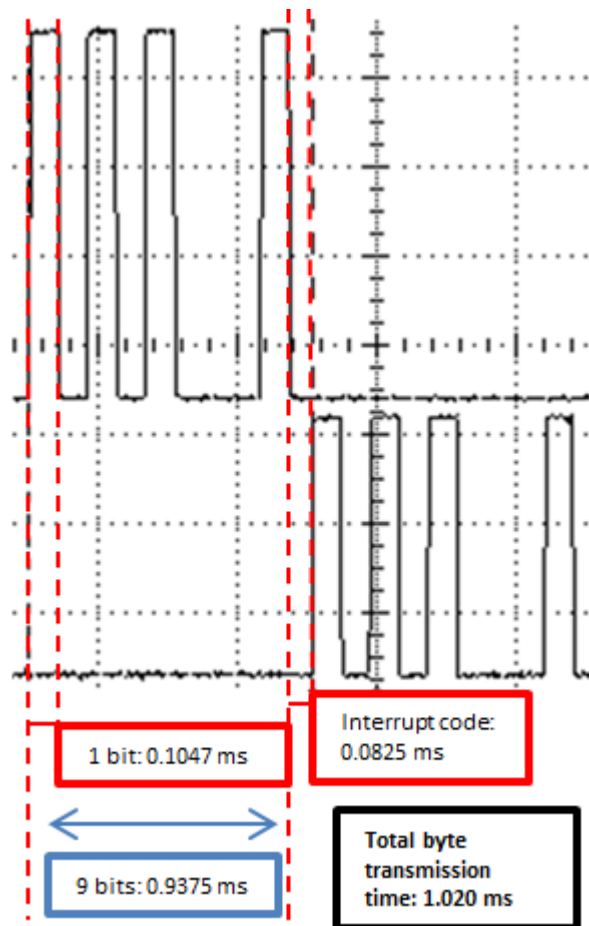 Interrupt code:
0.0825 ms
1 bit: 0.1047 ms
9 bits: 0.9375 ms
Total byte
transmission
time: 1.020 ms